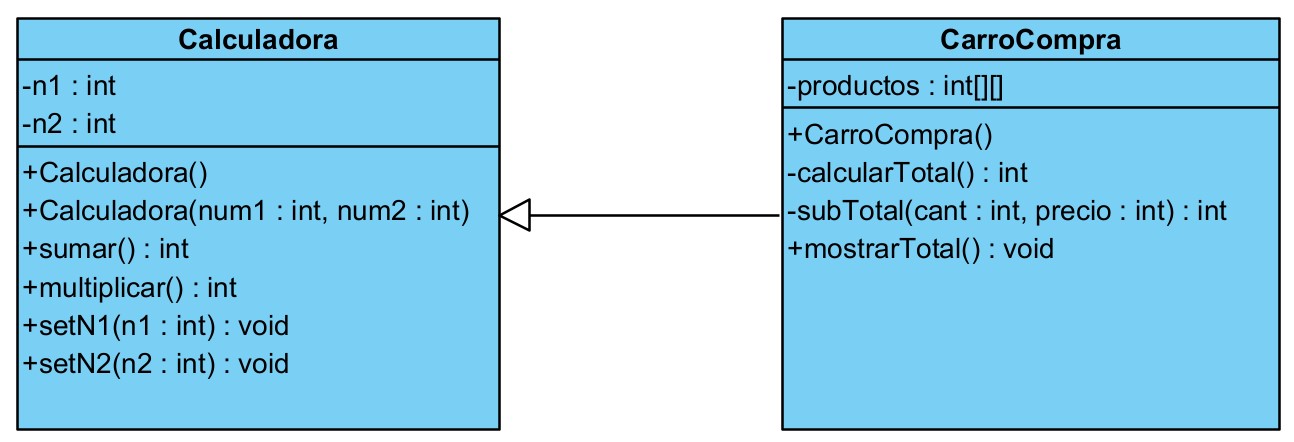 Calculadora
-n1 : int
-n2 : int
+Calculadora()
+Calculadora(num1 : int, num2 : int)
+sumar() : int
+multiplicar() : int
+setN1(n1 : int) : void
+setN2(n2 : int) : void
CarroCompra
-productos : int[][]
+CarroCompra()
-calcularTotal() : int
-subTotal(cant : int, precio : int) : int
+mostrarTotal() : void